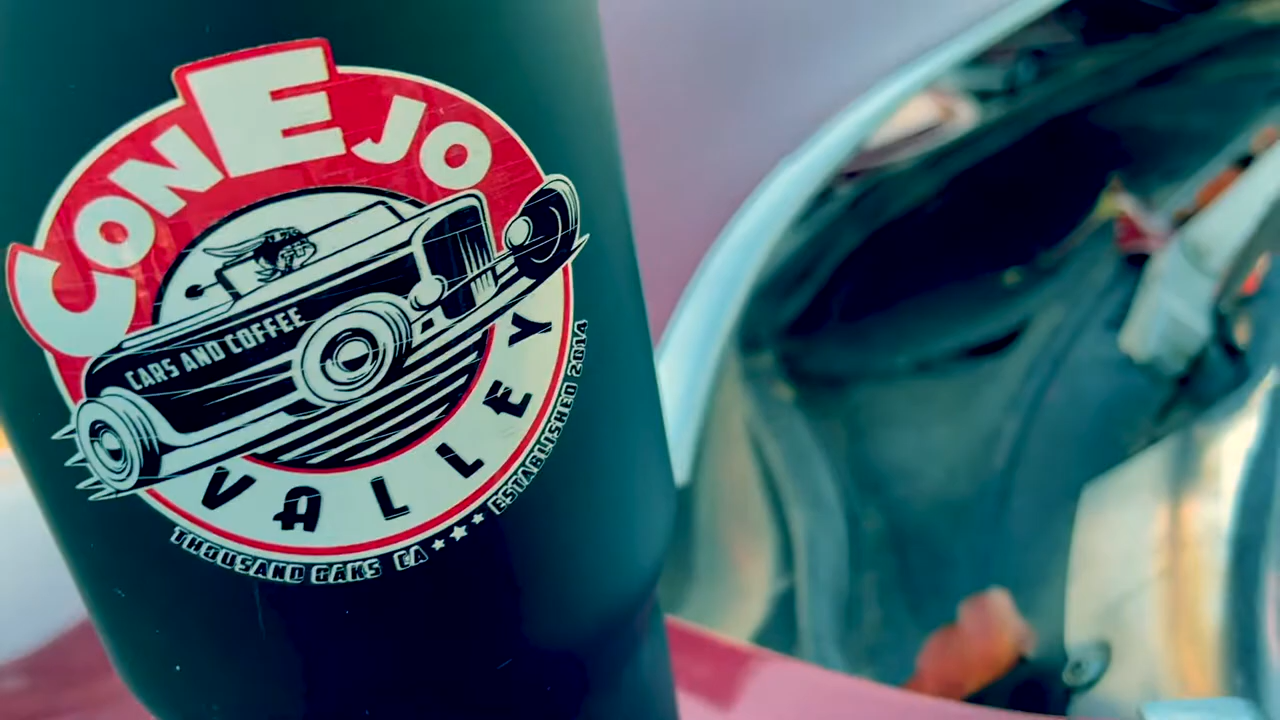 CONEJO
CARS AND COFFEE
VALLEY
THOUSAND OAKS CA ★★★ ESTABLISHED 2014